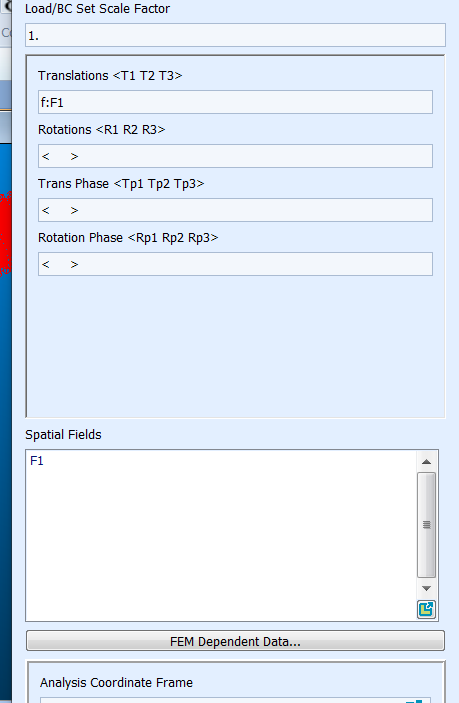 Load/BC Set Scale Factor
1.
Translations <T1 T2 T3>
f:F1
Rotations <R1 R2 R3>
<     >
Trans Phase <Tp1 Tp2 Tp3>
<     >
Rotation Phase <Rp1 Rp2 Rp3>
<     >
Spatial Fields
F1
FEM Dependent Data...
Analysis Coordinate Frame